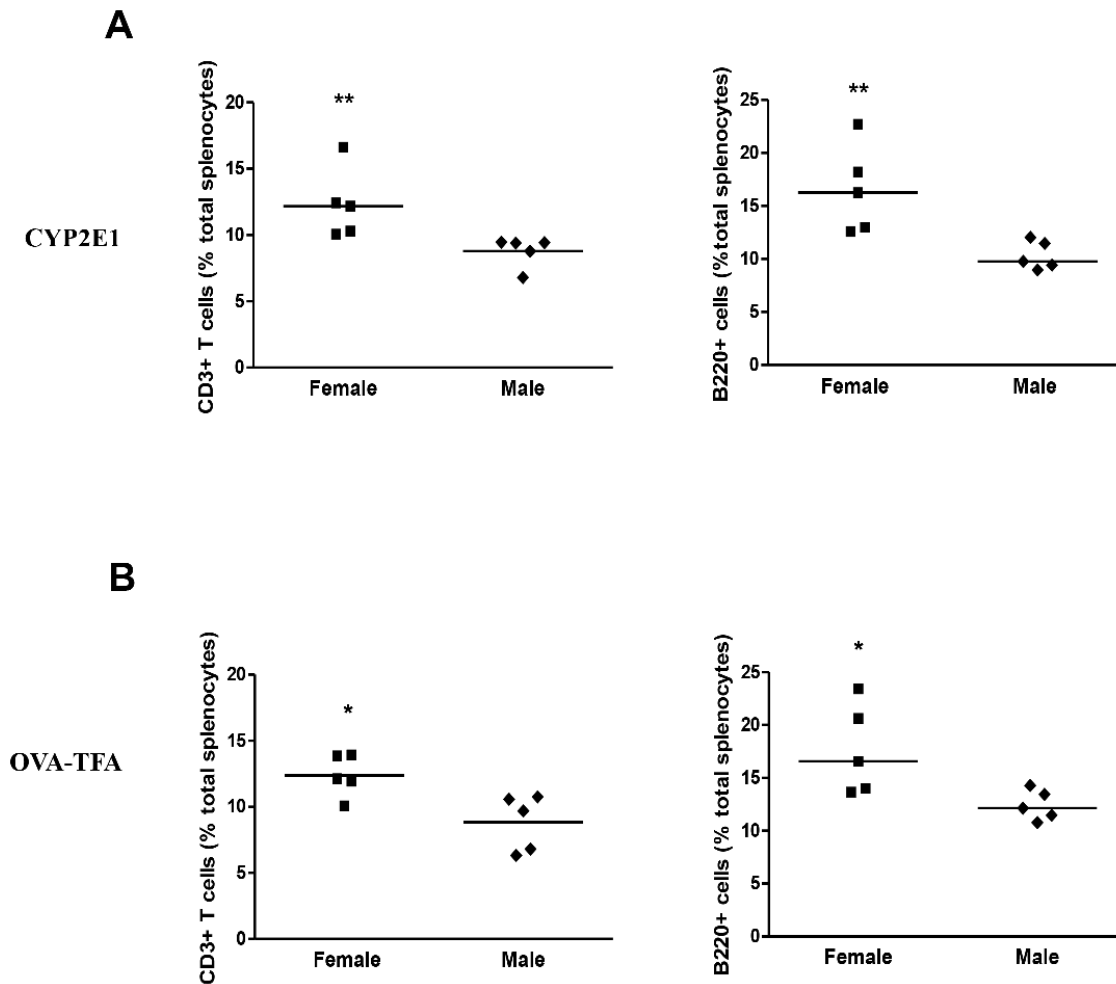 A
CYP2E1
CD3+ T cells (% total splenocytes)
20
15
10
5
0
**
Female
Male
B220+ cells (%total splenocytes)
25
20
15
10
5
0
**
Female
Male
B
OVA-TFA
CD3+ T cells (% total splenocytes)
20
15
10
5
0
*
Female
Male
B220+ cells (% total splenocytes)
25
20
15
10
5
0
*
Female
Male